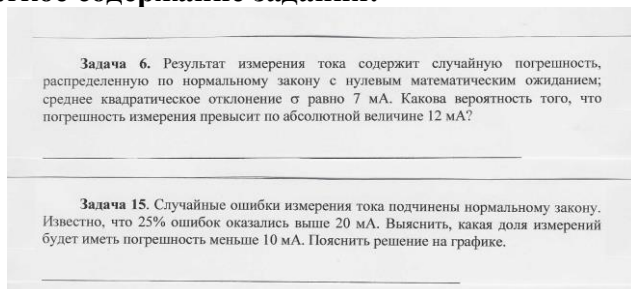 Задача 6. Результат измерения тока содержит случайную погрешность,
распределенную по нормальному закону с нулевым математическим ожиданием;
среднее квадратическое отклонение σ равно 7 мА. Какова вероятность того, что
погрешность измерения превысит по абсолютной величине 12 мА?
Задача 15. Случайные ошибки измерения тока подчинены нормальному закону.
Известно, что 25% ошибок оказались выше 20 мА. Выяснить, какая доля измерений
будет иметь погрешность меньше 10 мА. Пояснить решение на графике.